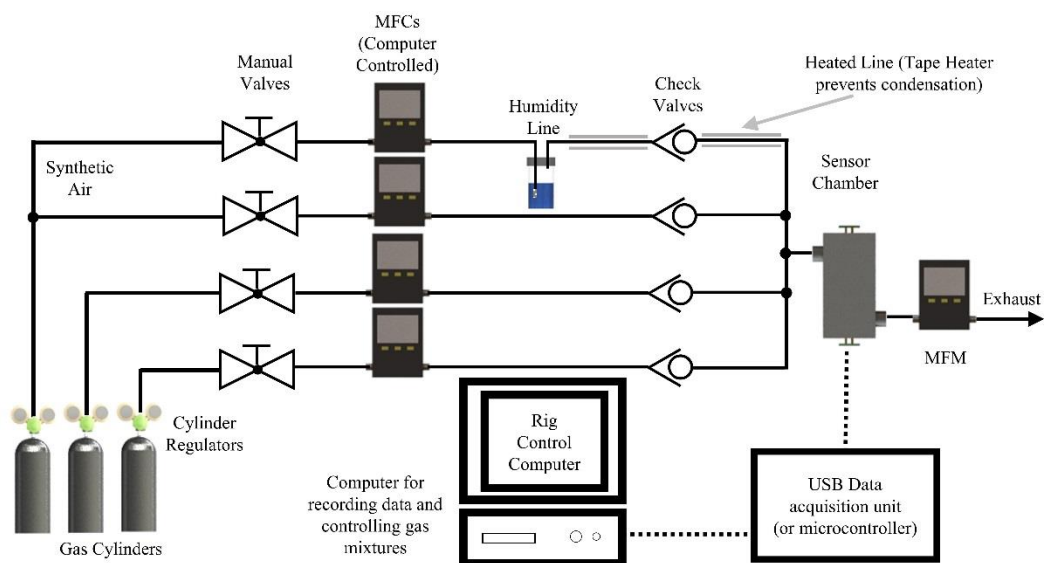 MFCs
(Computer
Controlled)
Manual
Valves
Humidity
Line
Check
Valves
Heated Line (Tape Heater
prevents condensation)
Synthetic
Air
Sensor
Chamber
Exhaust
MFM
Cylinder
Regulators
Rig
Control
Computer
Computer for
recording data and
controlling gas
mixtures
USB Data
acquisition unit
(or microcontroller)
Gas Cylinders